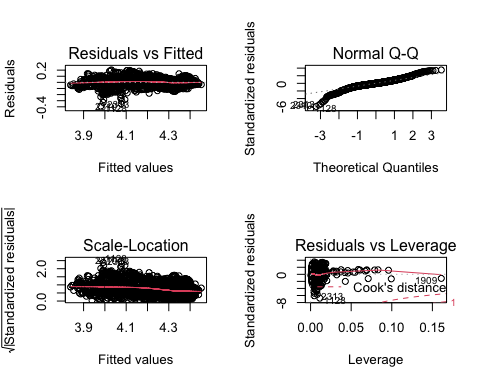 Residuals vs Fitted
Residuals
-0.4
0.2
3.9
4.1
4.3
Fitted values
Normal Q-Q
Standardized residuals
-6
0
-3
-1
1
2
3
Theoretical Quantiles
Scale-Location
√|Standardized residuals|
0.0
2.0
3.9
4.1
4.3
Fitted values
Residuals vs Leverage
Standardized residuals
-8
0
1909
Cook's distance
2313
1128
1
0.00
0.05
0.10
0.15
Leverage